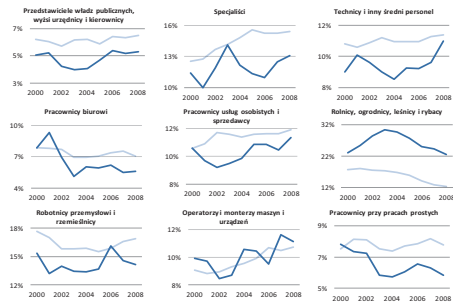 Przedstawiciele władz publicznych,
wyżsi urzędnicy i kierownicy
7%
5%
3%
2000 2002 2004 2006 2008
Specjaliści
16%
13%
10%
2000 2002 2004 2006 2008
Technicy i inny średni personel
12%
10%
8%
2000 2002 2004 2006 2008
Pracownicy biurowi
10%
7%
4%
2000 2002 2004 2006 2008
Pracownicy usług osobistych i
sprzedawcy
12%
10%
8%
2000 2002 2004 2006 2008
Rolnicy, ogrodnicy, leśnicy i rybacy
32%
22%
12%
2000 2002 2004 2006 2008
Robotnicy przemysłowi i
rzemieślnicy
18%
15%
12%
2000 2002 2004 2006 2008
Operatorzy i monterzy maszyn i
urządzeń
12%
10%
8%
2000 2002 2004 2006 2008
Pracownicy przy pracach prostych
9%
7%
5%
2000 2002 2004 2006 2008